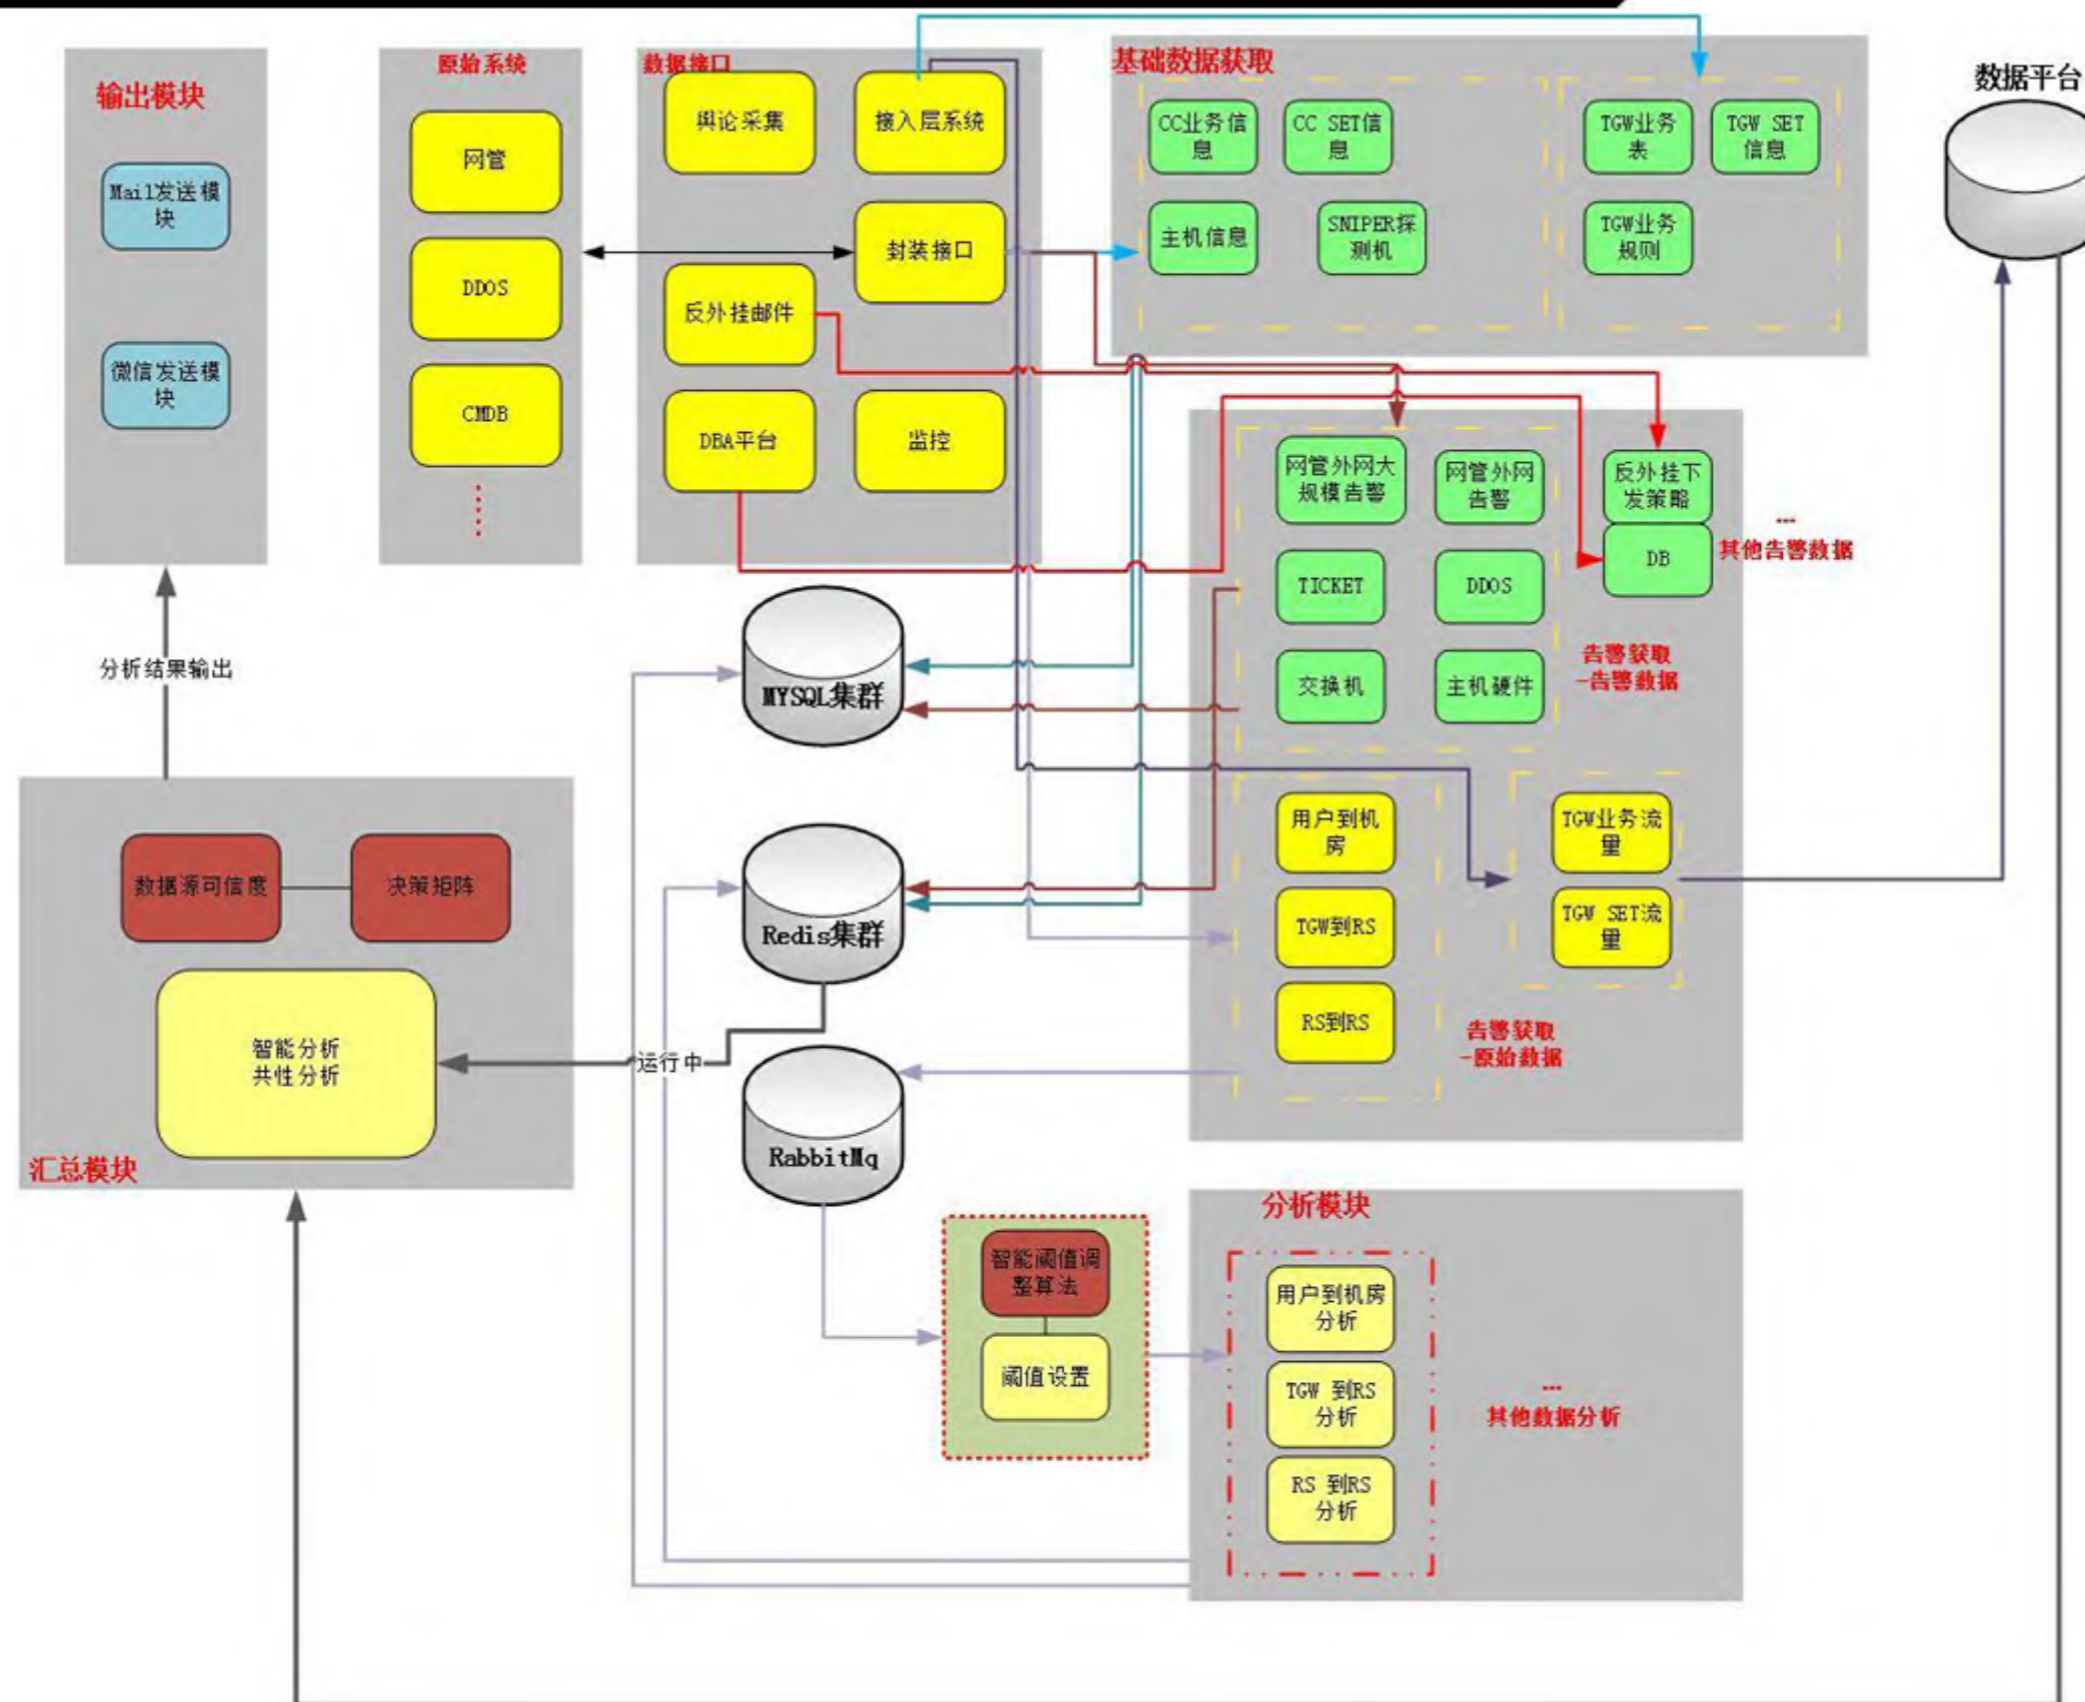 输出模块
Mail发送模
块
微信发送模
块
分析结果输出
原始系统
网管
DDOS
CMDB
数据接口
舆论采集
接入层系统
封装接口
反外挂邮件
DBA平台
监控
基础数据获取
CC业务信
息
CC SET信
息
主机信息
SNIPER探
测机
TGW业务
表
TGW SET
信息
TGW业务
规则
数据平台
网管外网大
规模告警
网管外网
告警
反外挂下
发策略
DB
...
其他告警数据
TICKET
DDOS
交换机
主机硬件
告警获取
-告警数据
用户到机
房
TGW到RS
RS到RS
TGW业务流
量
TGW SET流
量
告警获取
-原始数据
MYSQL集群
Redis集群
RabbitMq
运行中
数据源可信度
决策矩阵
智能分析
共性分析
汇总模块
智能阈值调
整算法
阈值设置
分析模块
用户到机房
分析
TGW 到RS
分析
RS 到RS
分析
...
其他数据分析